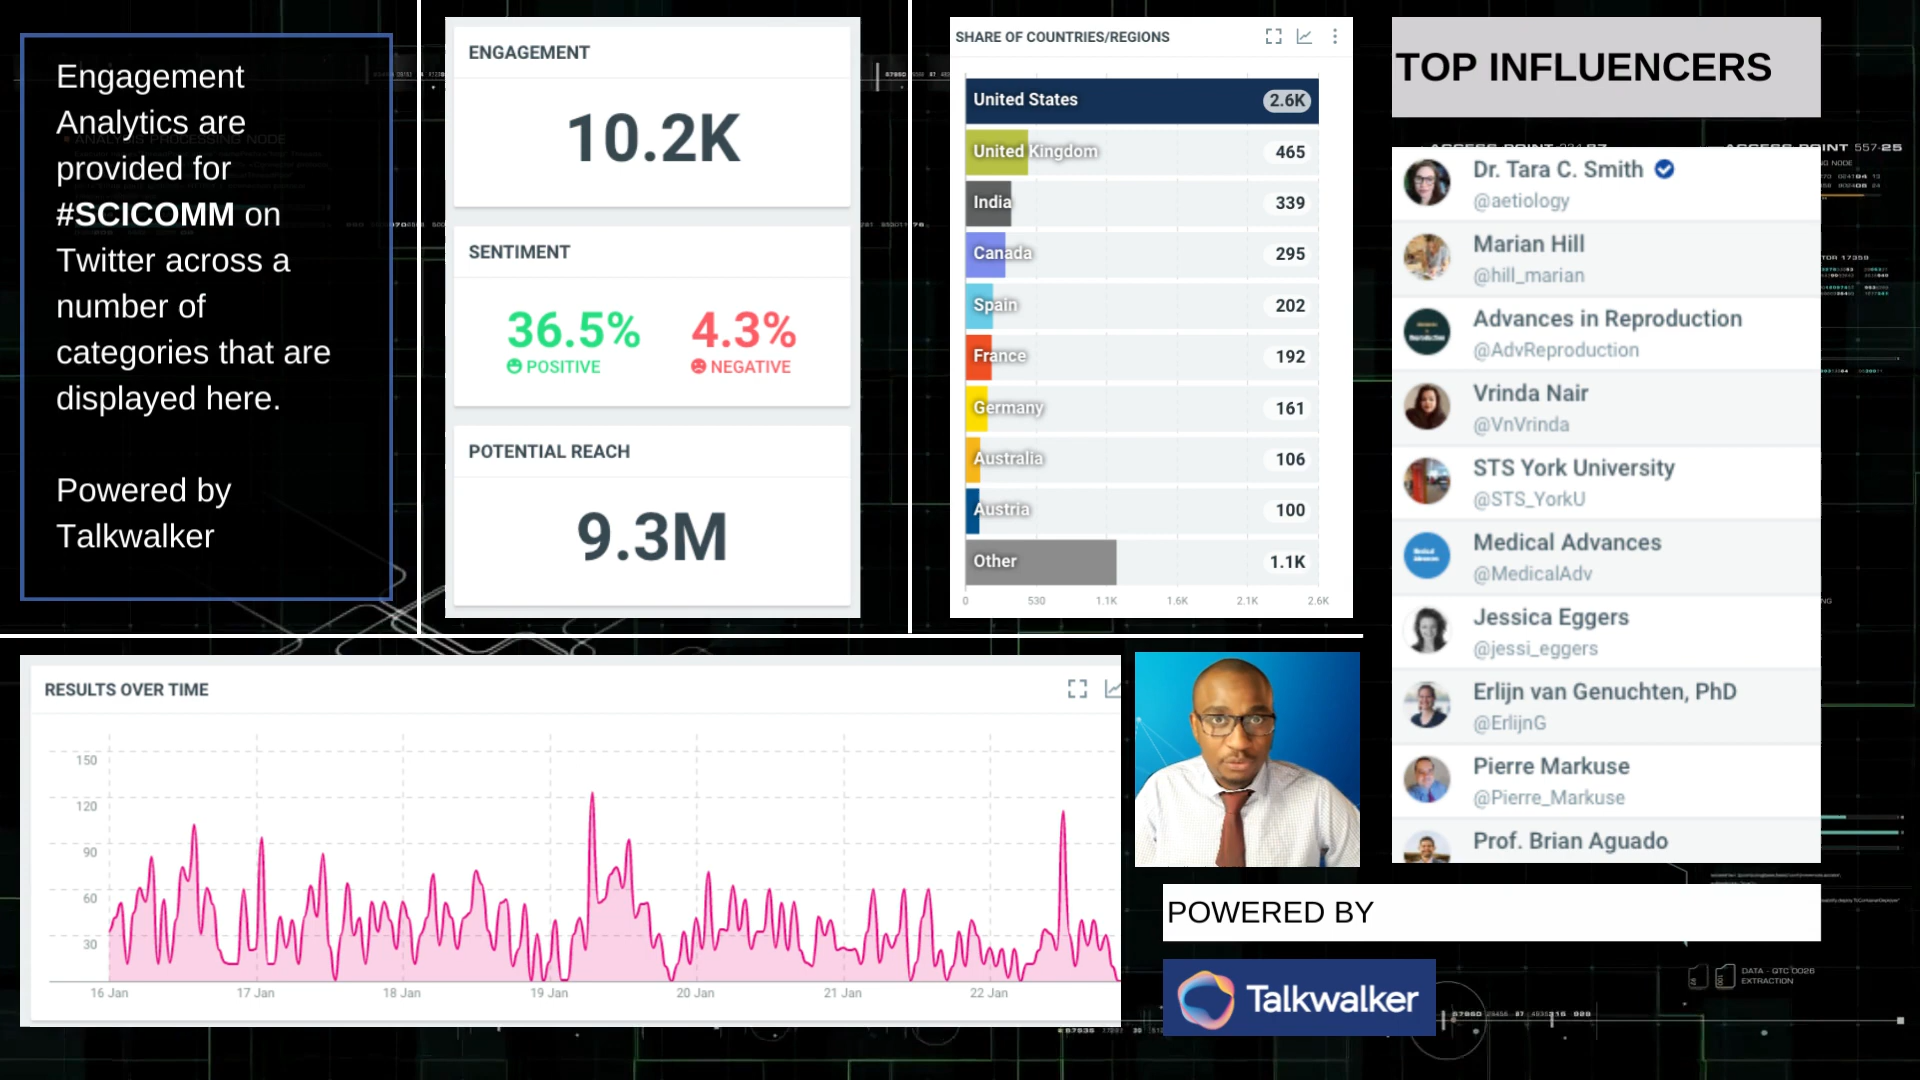 Engagement
Analytics are
provided for
#SCICOMM on
Twitter across a
number of
categories that are
displayed here.
Powered by
Talkwalker
ENGAGEMENT
10.2K
SENTIMENT
36.5% 4.3%
POSITIVE NEGATIVE
POTENTIAL REACH
9.3M
SHARE OF COUNTRIES/REGIONS
United States 2.6K
United Kingdom 465
India 339
Canada 295
Spain 202
France 192
Germany 161
Australia 106
Austria 100
Other 1.1K
0 530 1.1K 1.6K 2.1K 2.6K
TOP INFLUENCERS
Dr. Tara C. Smith
@aetiology
Marian Hill
@hill_marian
Advances in Reproduction
@AdvReproduction
Vrinda Nair
@VnVrinda
STS York University
@STS_YorkU
Medical Advances
@MedicalAdv
Jessica Eggers
@jessi_eggers
Erlijn van Genuchten, PhD
@ErlijnG
Pierre Markuse
@Pierre_Markuse
Prof. Brian Aguado
RESULTS OVER TIME
150
120
90
60
30
16 Jan 17 Jan 18 Jan 19 Jan 20 Jan 21 Jan 22 Jan
POWERED BY
Talkwalker
DATA - QTC 0026
EXTRACTION